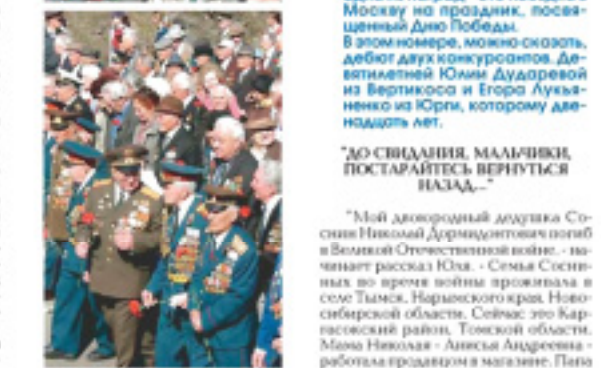 Москву на праздник, посвя-
щенный Дню Победы.
В этом номере, можно сказать,
дебют двух конкурсантов. Де-
вятилетней Юлии Дударевой
из Вертикоса и Егора Лукья-
ненко из Юрги, которому две-
надцать лет.
"ДО СВИДАНИЯ, МАЛЬЧИКИ,
ПОСТАРАЙТЕСЬ ВЕРНУТЬСЯ
НАЗАД..."
"Мой двоюродный дедушка Со-
снин Николай Дормидонтович погиб
в Великой Отечественной войне, - на-
чинает рассказ Юля. - Семья Сосни-
ных во время войны проживала в
селе Тымск, Нарымского края, Ново-
сибирской области. Сейчас это Кар-
гасокский район, Томской области.
Мама Николая - Анисья Андреевна -
работала продавцом в магазине. Папа